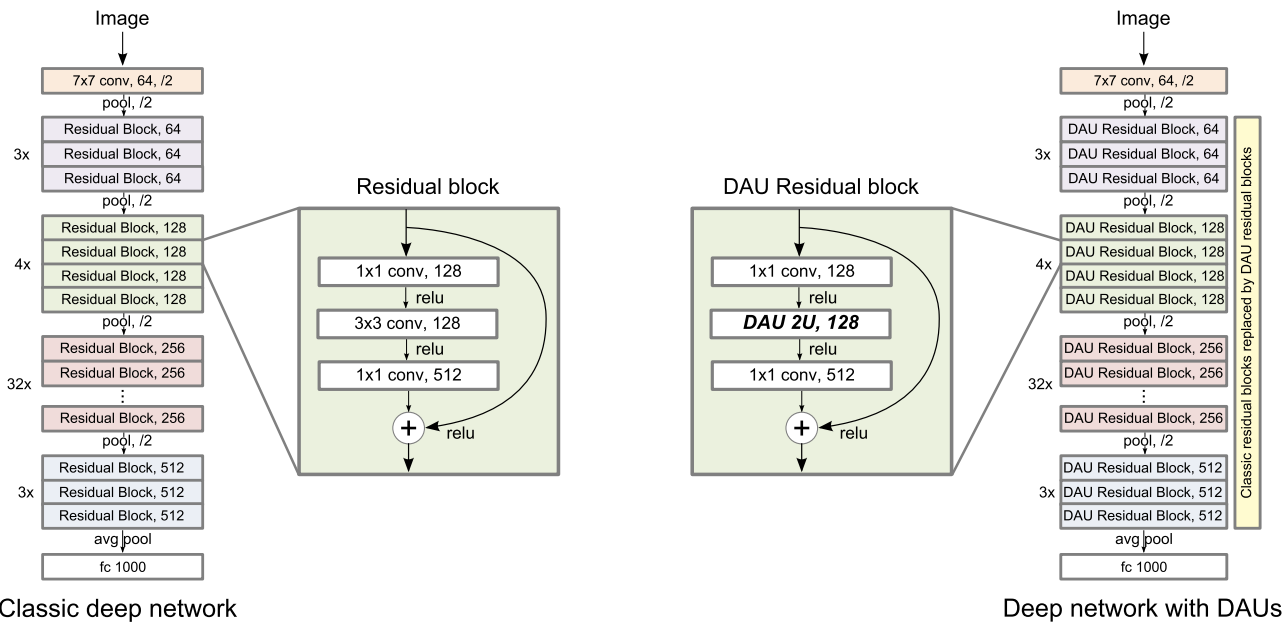 Image
7x7 conv, 64, /2
pool, /2
3x
Residual Block, 64
Residual Block, 64
Residual Block, 64
pool, /2
4x
Residual Block, 128
Residual Block, 128
Residual Block, 128
Residual Block, 128
pool, /2
32x
Residual Block, 256
Residual Block, 256
⋮
Residual Block, 256
pool, /2
3x
Residual Block, 512
Residual Block, 512
Residual Block, 512
avg pool
fc 1000
Classic deep network
Residual block
1x1 conv, 128
relu
3x3 conv, 128
relu
1x1 conv, 512
+
relu
DAU Residual block
1x1 conv, 128
relu
DAU 2U, 128
relu
1x1 conv, 512
+
relu
Image
7x7 conv, 64, /2
pool, /2
3x
DAU Residual Block, 64
DAU Residual Block, 64
DAU Residual Block, 64
pool, /2
4x
DAU Residual Block, 128
DAU Residual Block, 128
DAU Residual Block, 128
DAU Residual Block, 128
pool, /2
32x
DAU Residual Block, 256
DAU Residual Block, 256
⋮
DAU Residual Block, 256
pool, /2
3x
DAU Residual Block, 512
DAU Residual Block, 512
DAU Residual Block, 512
avg pool
fc 1000
Classic residual blocks replaced by DAU residual blocks
Deep network with DAUs